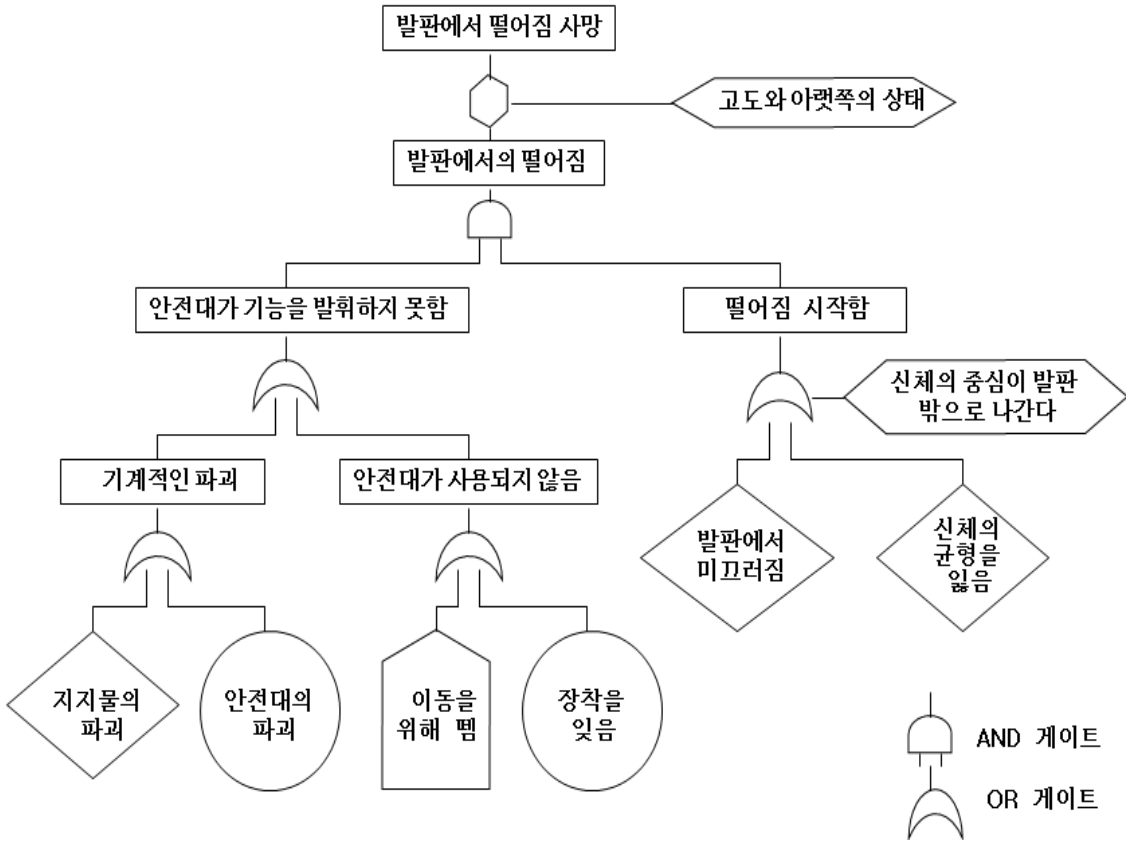 발판에서 떨어짐 사망
고도와 아랫쪽의 상태
발판에서의 떨어짐
안전대가 기능을 발휘하지 못함
떨어짐 시작함
신체의 중심이 발판
밖으로 나간다
기계적인 파괴
안전대가 사용되지 않음
발판에서
미끄러짐
신체의
균형을
잃음
지지물의
파괴
안전대의
파괴
이동을
위해 뗌
장착을
잊음
AND 게이트
OR 게이트